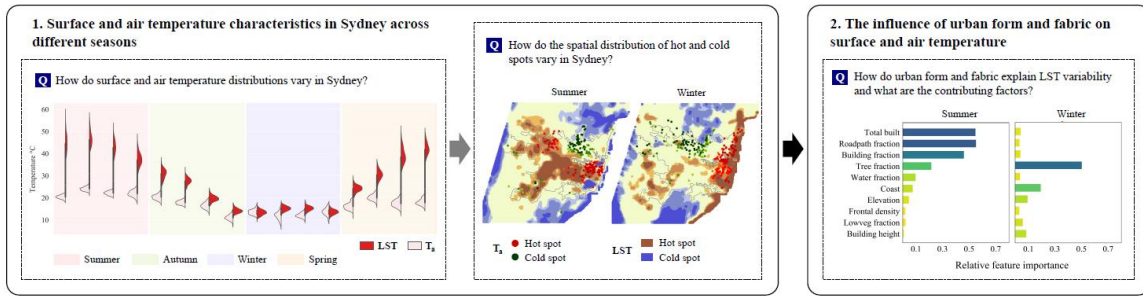 1. Surface and air temperature characteristics in Sydney across
different seasons
Q How do surface and air temperature distributions vary in Sydney?
Temperature °C
60
50
40
30
20
10
LST
Ta
Summer
Autumn
Winter
Spring
Q How do the spatial distribution of hot and cold
spots vary in Sydney?
Summer
Winter
Ta
Hot spot
Cold spot
LST
Hot spot
Cold spot
2. The influence of urban form and fabric on
surface and air temperature
Q How do urban form and fabric explain LST variability
and what are the contributing factors?
Summer
Winter
Total built
Roadpath fraction
Building fraction
Tree fraction
Water fraction
Coast
Elevation
Frontal density
Lowveg fraction
Building height
0.1 0.3 0.5 0.7
0.1 0.3 0.5 0.7
Relative feature importance